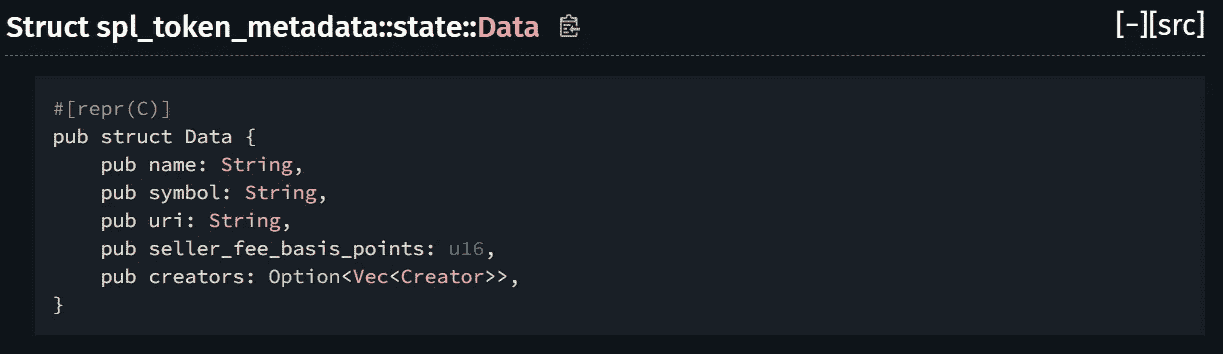 Struct spl_token_metadata::state::Data [-][src]
#[repr(C)]
pub struct Data {
    pub name: String,
    pub symbol: String,
    pub uri: String,
    pub seller_fee_basis_points: u16,
    pub creators: Option<Vec<Creator>>,
}